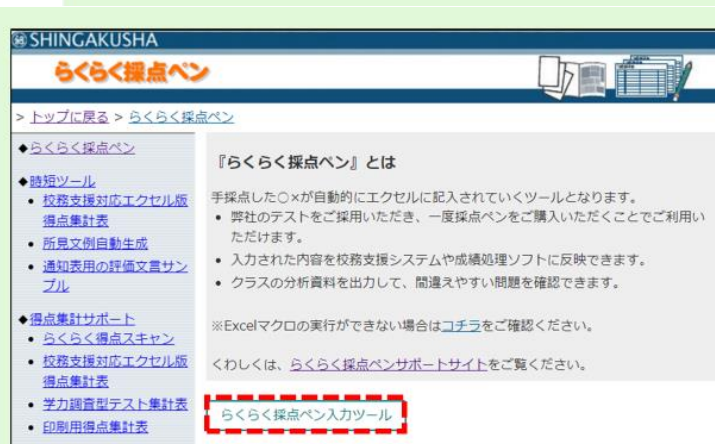 SHINGAKUSHA
らくらく採点ペン
> トップに戻る > らくらく採点ペン
◆らくらく採点ペン
◆時短ツール
• 校務支援対応エクセル版
得点集計表
• 所見文例自動生成
• 通知表用の評価文言サン
プル
◆得点集計サポート
• らくらく得点スキャン
• 校務支援対応エクセル版
得点集計表
• 学力調査型テスト集計表
• 印刷用得点集計表
『らくらく採点ペン』とは
手採点した○×が自動的にエクセルに記入されていくツールとなります。
• 弊社のテストをご採用いただき、一度採点ペンをご購入いただくことでご利用い
ただけます。
• 入力された内容を校務支援システムや成績処理ソフトに反映できます。
• クラスの分析資料を出力して、間違えやすい問題を確認できます。
※Excelマクロの実行ができない場合はコチラをご確認ください。
くわしくは、らくらく採点ペンサポートサイトをご覧ください。
らくらく採点ペン入力ツール